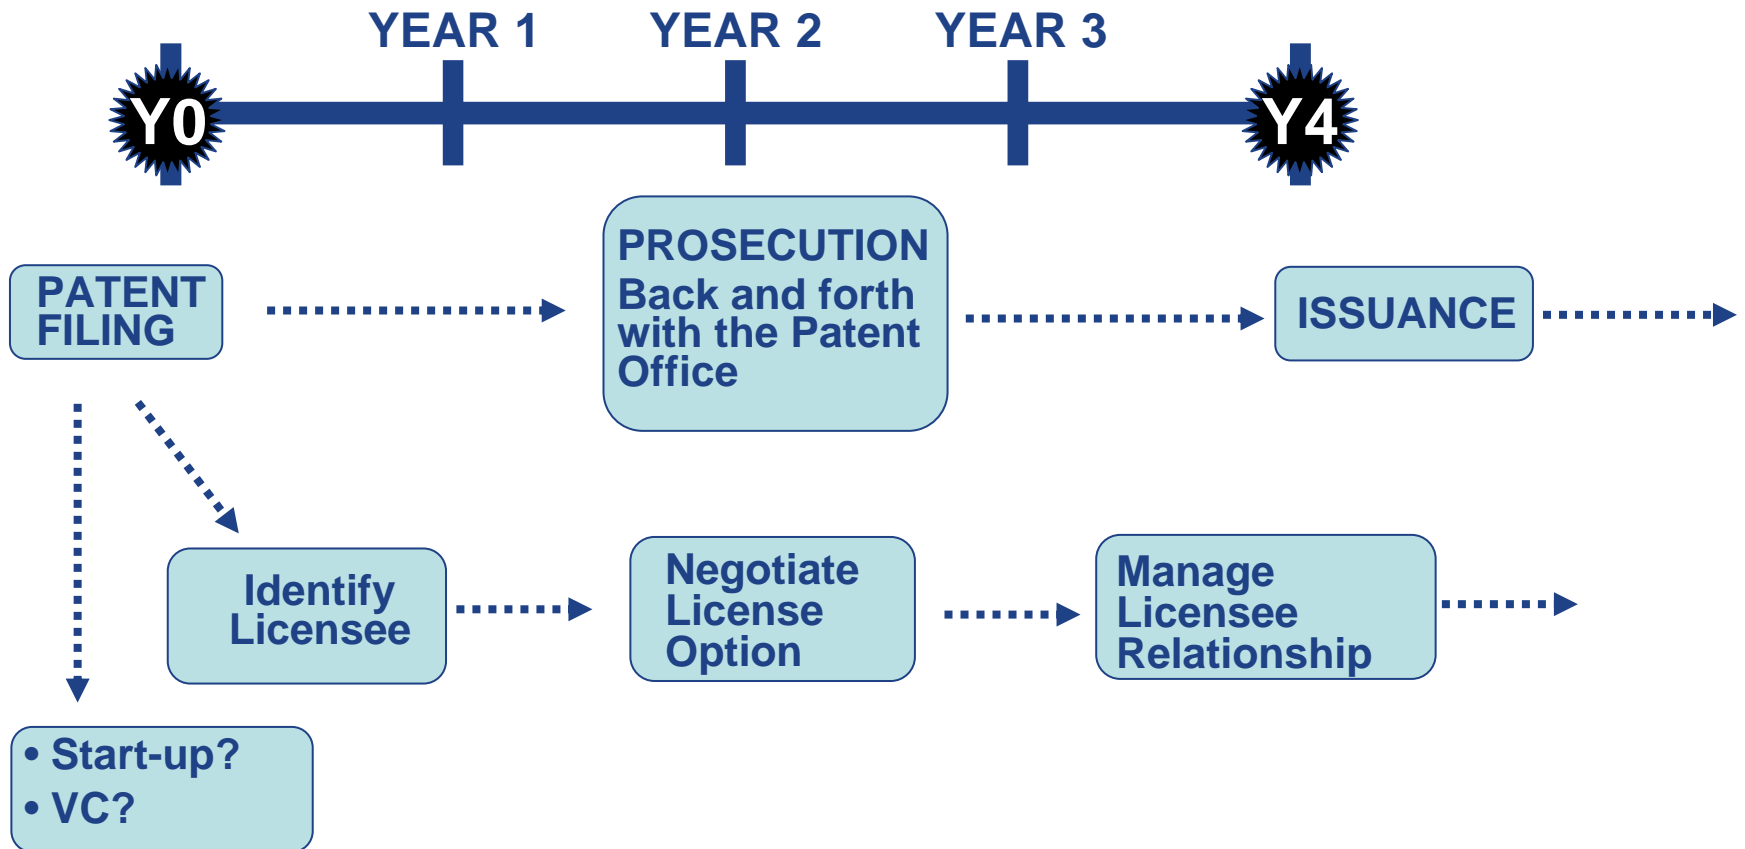 YEAR 1
YEAR 2
YEAR 3
Y0
Y4
PATENT
FILING
PROSECUTION
Back and forth
with the Patent
Office
ISSUANCE
Identify
Licensee
Negotiate
License
Option
Manage
Licensee
Relationship
• Start-up?
• VC?